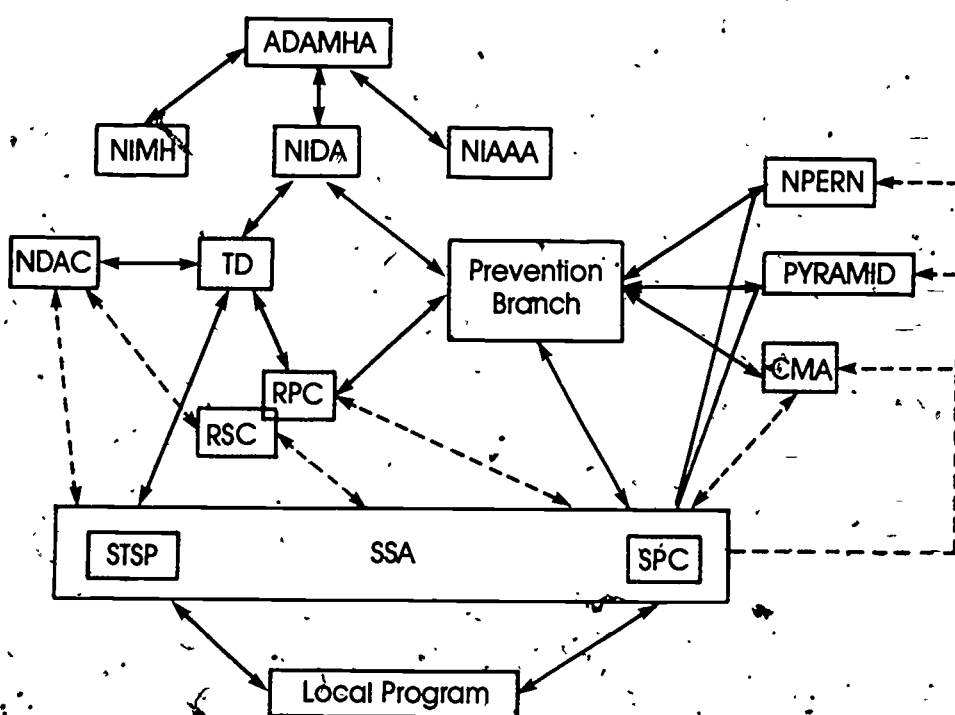 ADAMHA
NIMH
NIDA
NIAAA
NPERN
NDAC
TD
Prevention
Branch
PYRAMID
CMA
RPC
RSC
STSP
SSA
SPC
Local Program